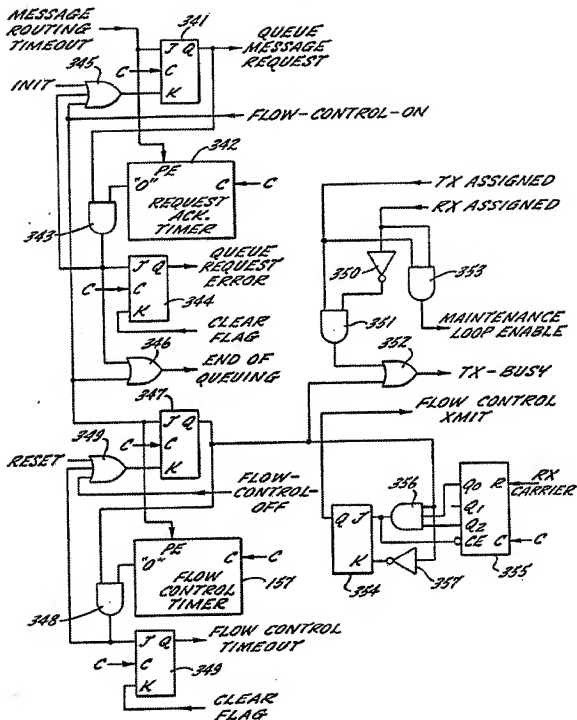 MESSAGE
ROUTING
TIMEOUT
341
J Q
QUEUE
MESSAGE
REQUEST
345
C
C
INIT
K
FLOW-CONTROL-ON
342
PE
"O"
C
C
REQUEST
ACK.
TIMER
343
TX ASSIGNED
RX ASSIGNED
350
353
J Q
QUEUE
REQUEST
ERROR
C
C
K
344
351
MAINTENANCE
LOOP ENABLE
CLEAR
FLAG
352
346
END OF
QUEUING
TX-BUSY
347
FLOW CONTROL
XMIT
349
J Q
C
C
RESET
K
FLOW-
CONTROL-
OFF
356
Q0 R
RX
CARRIER
Q1
Q J
Q2
CE C
C
K
354
357
355
PE
"O"
C
C
FLOW
CONTROL
TIMER
157
348
J Q
FLOW CONTROL
TIMEOUT
C
C
349
K
CLEAR
FLAG